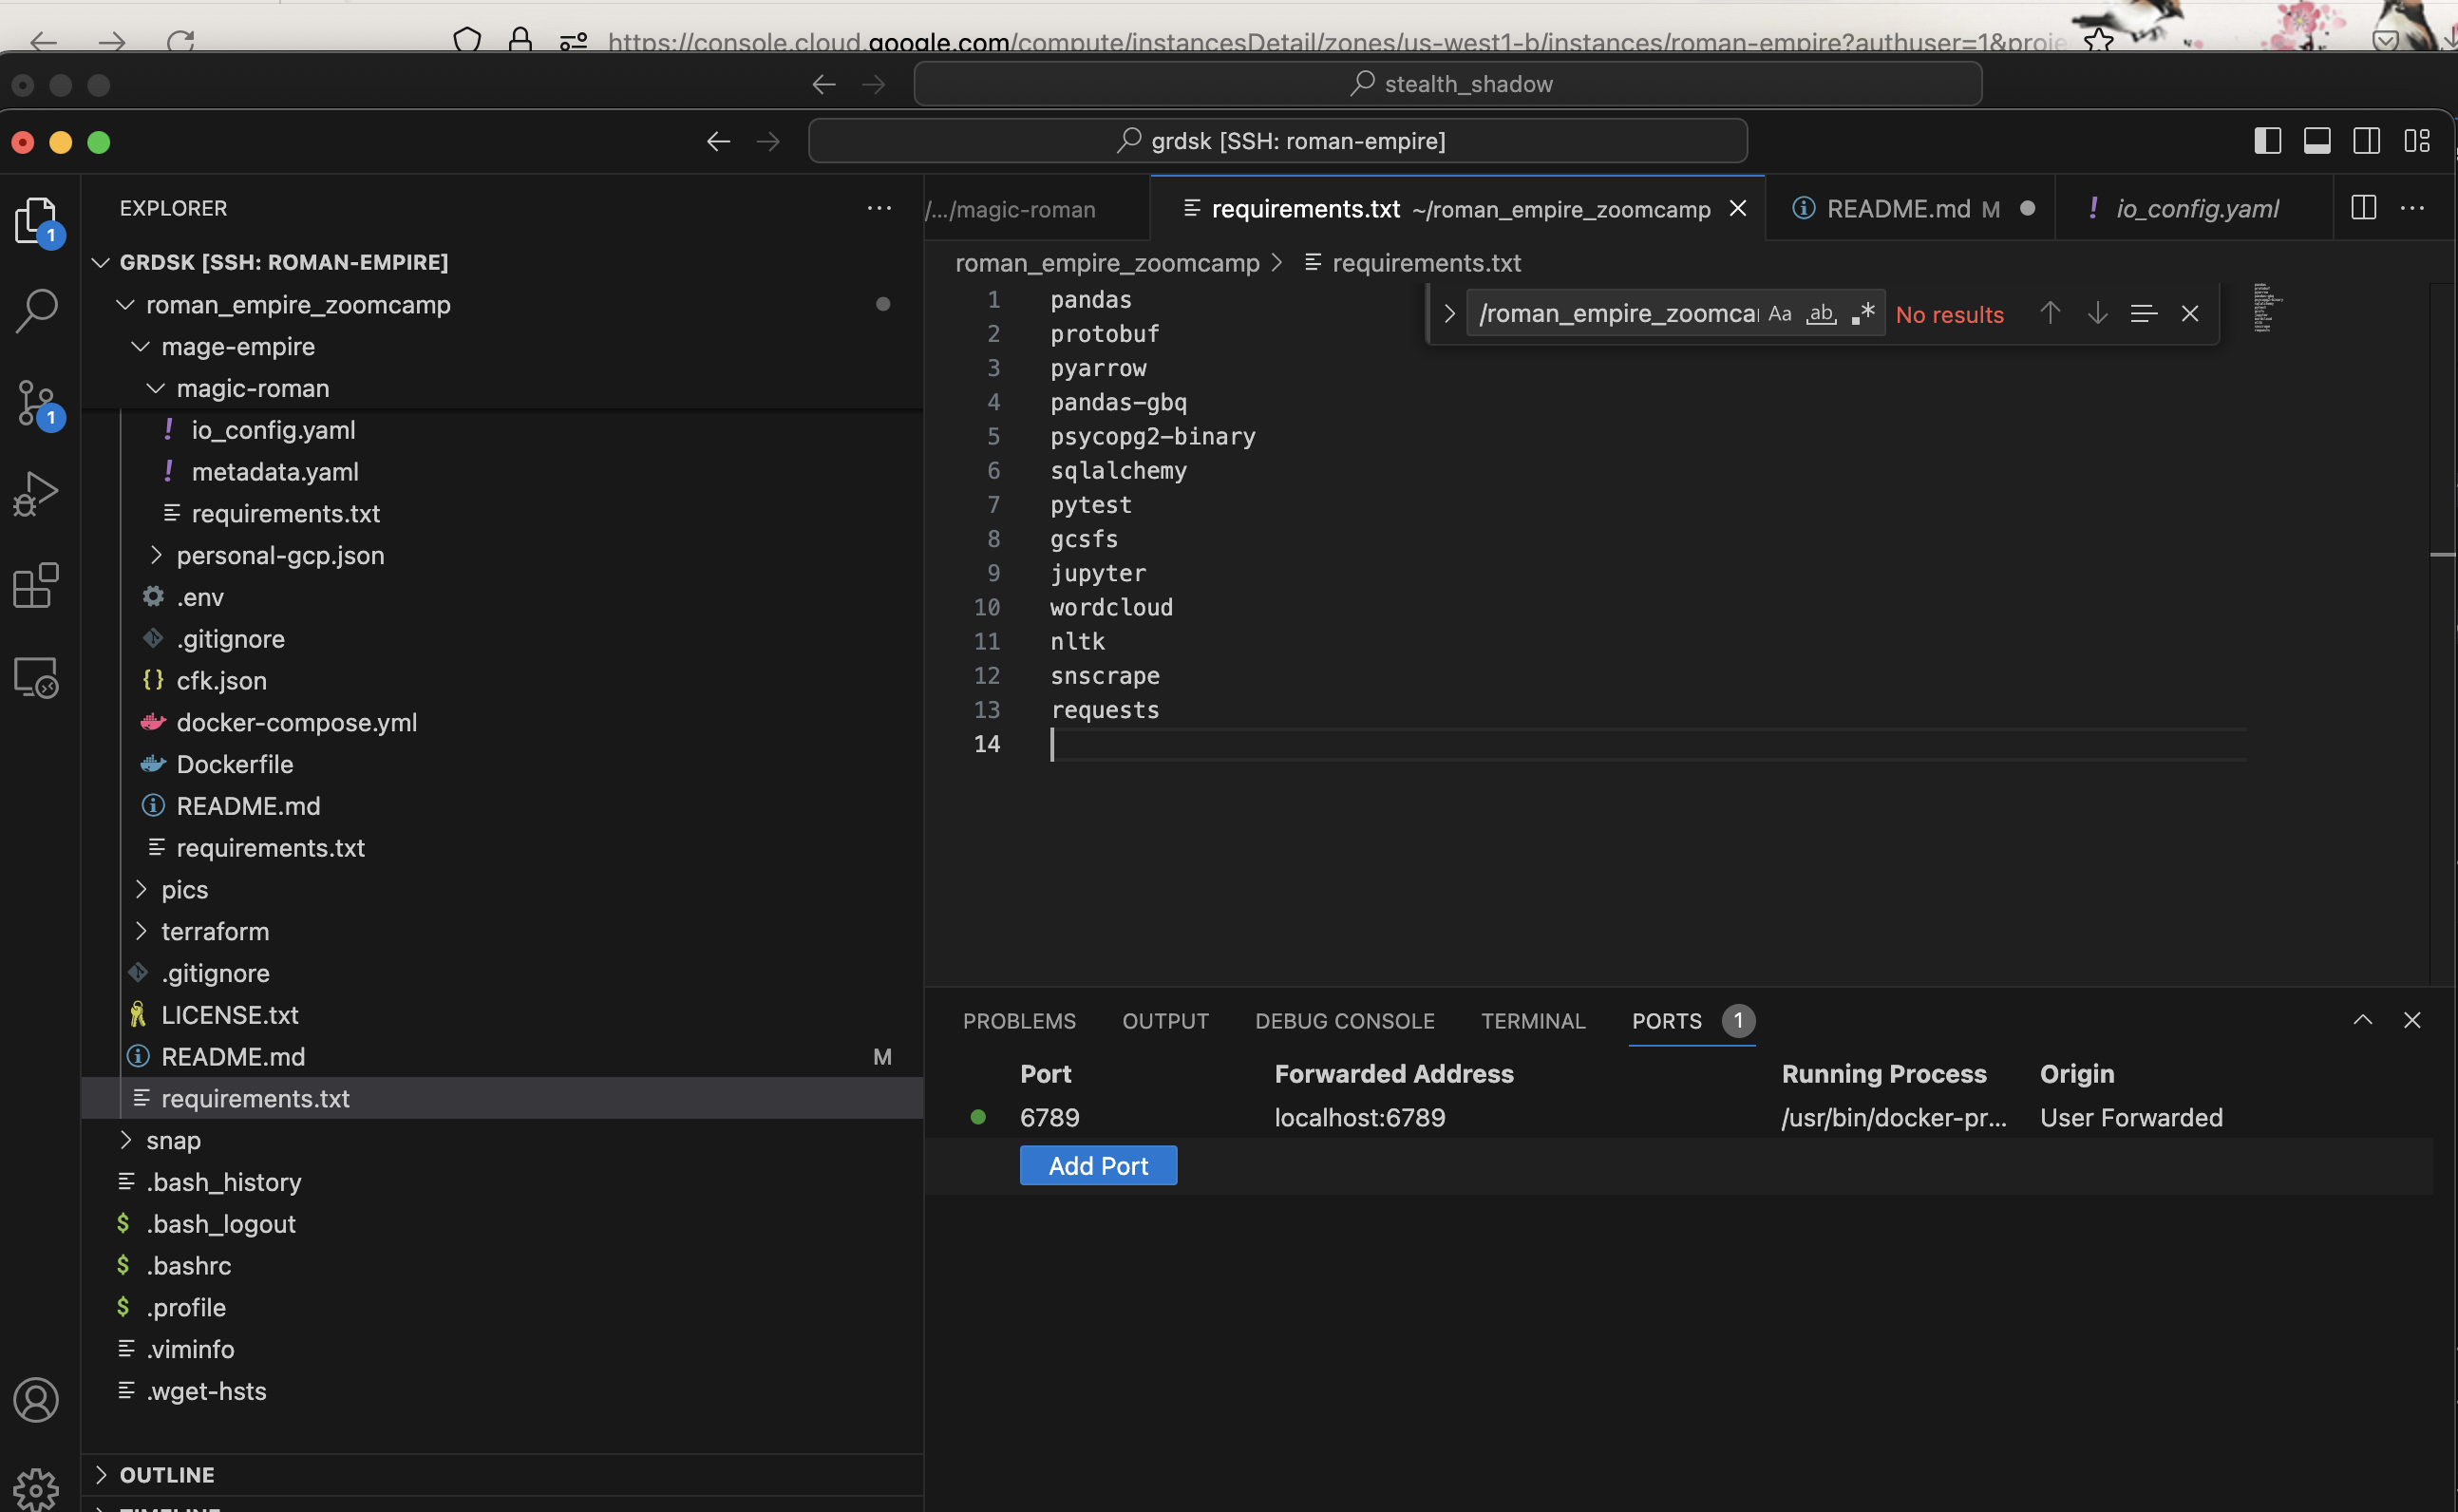 https://console.cloud.google.com/compute/instancesDetail/zones/us-west1-b/instances/roman-empire?authuser=1&proje
stealth_shadow
grdsk [SSH: roman-empire]
EXPLORER
GRDSK [SSH: ROMAN-EMPIRE]
roman_empire_zoomcamp
mage-empire
magic-roman
io_config.yaml
metadata.yaml
requirements.txt
personal-gcp.json
.env
.gitignore
cfk.json
docker-compose.yml
Dockerfile
README.md
requirements.txt
pics
terraform
.gitignore
LICENSE.txt
README.md M
requirements.txt
snap
.bash_history
.bash_logout
.bashrc
.profile
.viminfo
.wget-hsts
OUTLINE
TIMELINE
1
1
/.../magic-roman
requirements.txt ~/roman_empire_zoomcamp
README.md M
io_config.yaml
roman_empire_zoomcamp > requirements.txt
/roman_empire_zoomca Aa ab .* No results
1 pandas
2 protobuf
3 pyarrow
4 pandas-gbq
5 psycopg2-binary
6 sqlalchemy
7 pytest
8 gcsfs
9 jupyter
10 wordcloud
11 nltk
12 snscrape
13 requests
14
PROBLEMS OUTPUT DEBUG CONSOLE TERMINAL PORTS 1
Port Forwarded Address Running Process Origin
6789 localhost:6789 /usr/bin/docker-pr... User Forwarded
Add Port